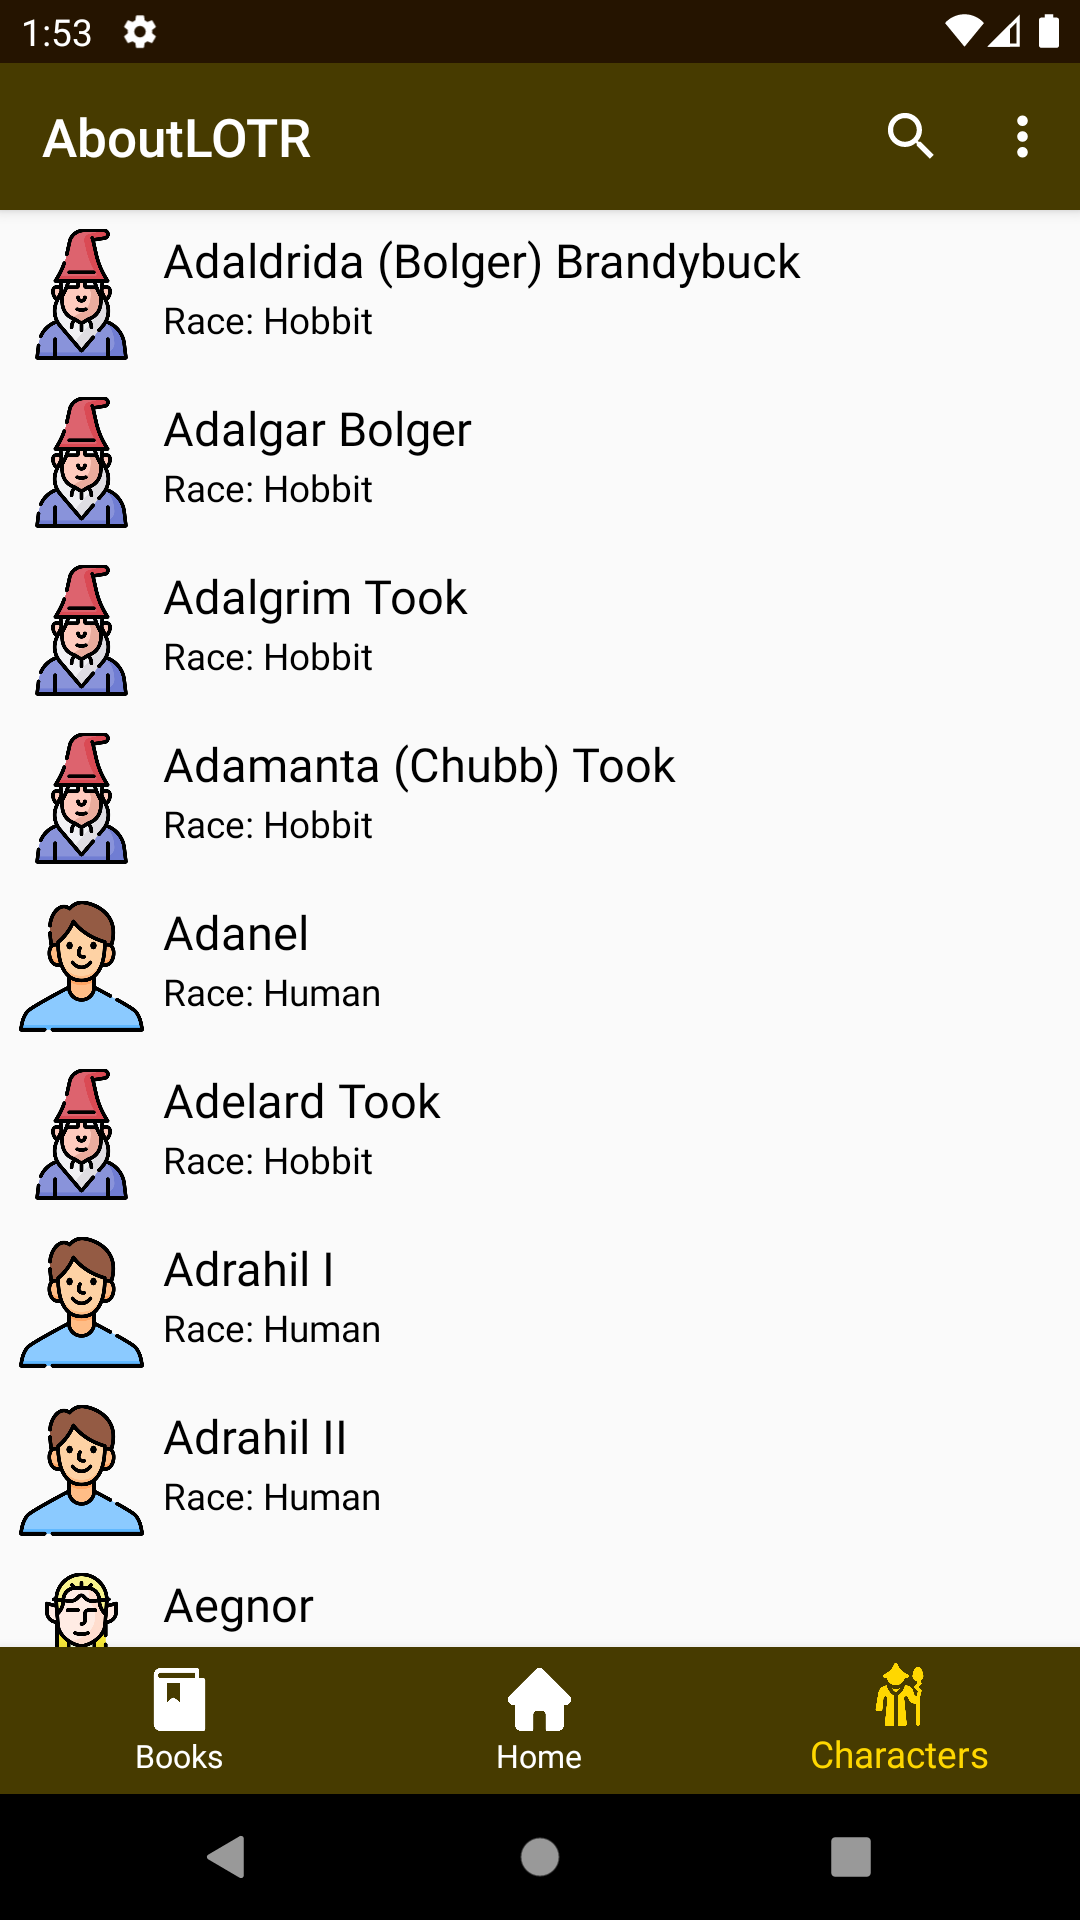 1:53
AboutLOTR
Adaldrida (Bolger) Brandybuck
Race: Hobbit
Adalgar Bolger
Race: Hobbit
Adalgrim Took
Race: Hobbit
Adamanta (Chubb) Took
Race: Hobbit
Adanel
Race: Human
Adelard Took
Race: Hobbit
Adrahil I
Race: Human
Adrahil II
Race: Human
Aegnor
Books
Home
Characters